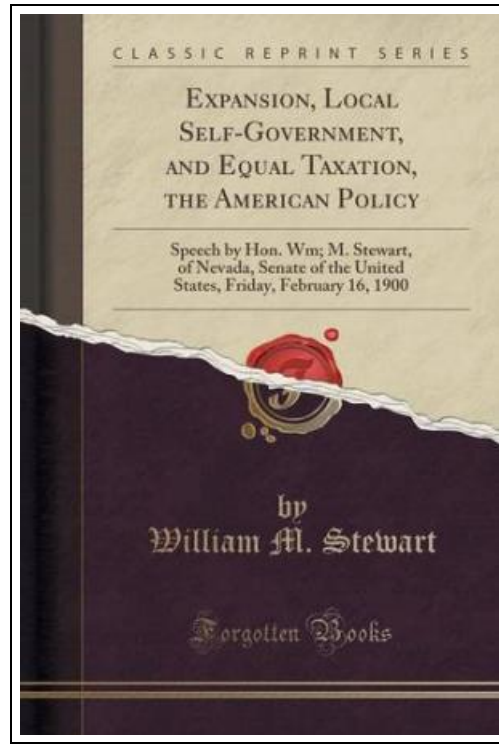 CLASSIC REPRINT SERIES
EXPANSION, LOCAL
SELF-GOVERNMENT,
AND EQUAL TAXATION,
THE AMERICAN POLICY
Speech by Hon. Wm; M. Stewart,
of Nevada, Senate of the United
States, Friday, February 16, 1900
F
by
William M. Stewart
Forgotten Books